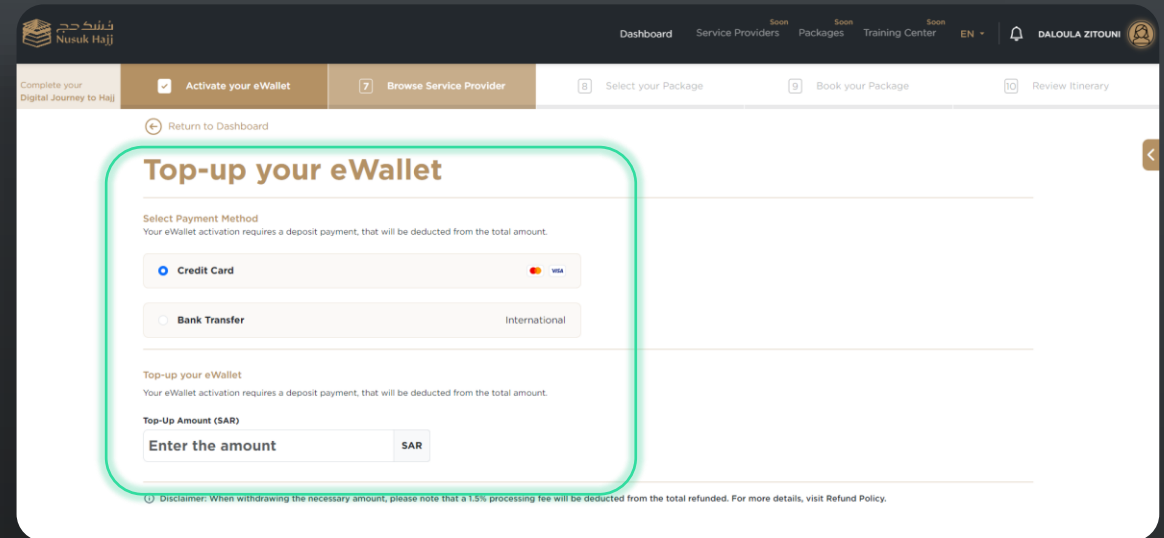 نسك حج
Nusuk Hajj
Dashboard
Service Providers
Soon
Packages
Soon
Training Center
Soon
EN
DALOULA ZITOUNI
Complete your
Digital Journey to Hajj
Activate your eWallet
7 Browse Service Provider
8 Select your Package
9 Book your Package
10 Review Itinerary
Return to Dashboard
Top-up your eWallet
Select Payment Method
Your eWallet activation requires a deposit payment, that will be deducted from the total amount.
Credit Card
VISA
Bank Transfer
International
Top-up your eWallet
Your eWallet activation requires a deposit payment, that will be deducted from the total amount.
Top-Up Amount (SAR)
Enter the amount
SAR
Disclaimer: When withdrawing the necessary amount, please note that a 1.5% processing fee will be deducted from the total refunded. For more details, visit Refund Policy.